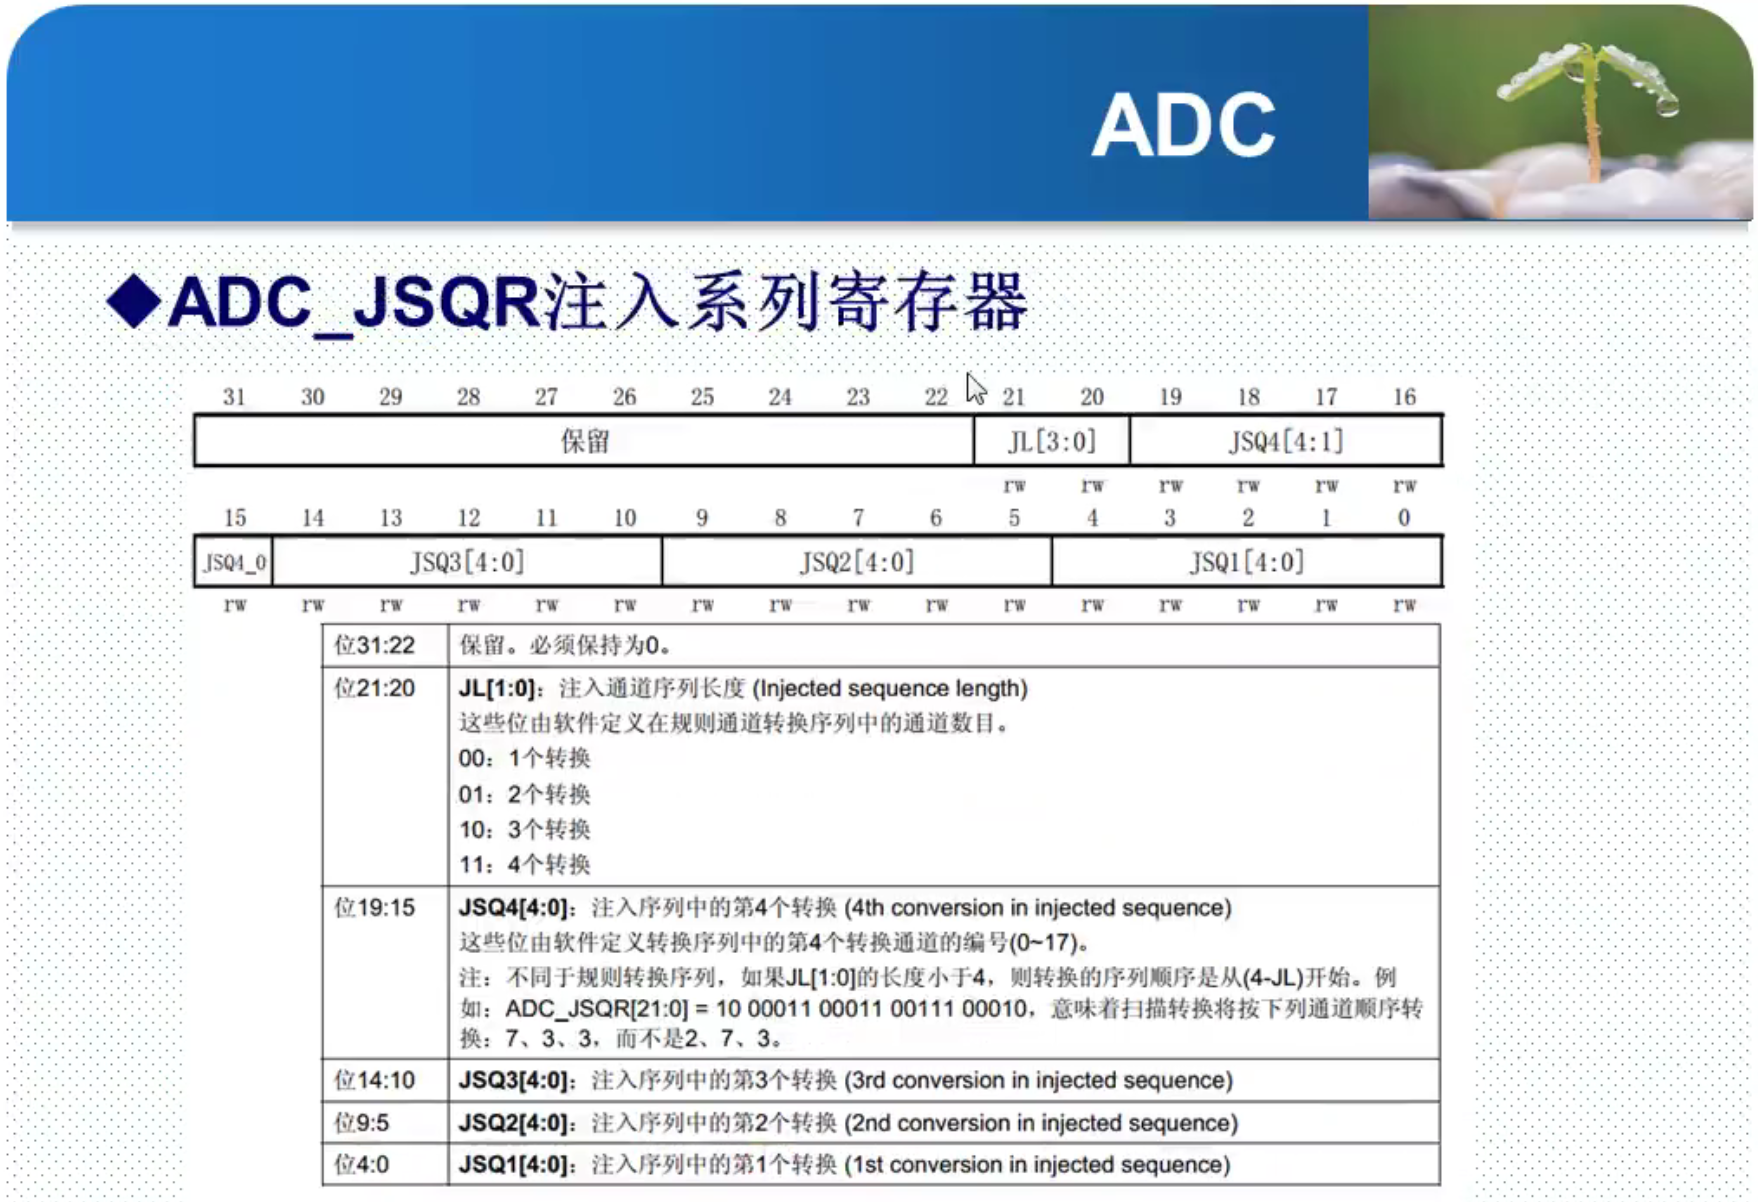 ADC
◆ADC_JSQR注入系列寄存器
31 30 29 28 27 26 25 24 23 22 21 20 19 18 17 16
保留 JL[3:0] JSQ4[4:1]
rw rw rw rw rw rw
15 14 13 12 11 10 9 8 7 6 5 4 3 2 1 0
JSQ4_0 JSQ3[4:0] JSQ2[4:0] JSQ1[4:0]
rw rw rw rw rw rw rw rw rw rw rw rw rw rw rw rw
位31:22 保留。必须保持为0。
位21:20 JL[1:0]：注入通道序列长度 (Injected sequence length)
这些位由软件定义在规则通道转换序列中的通道数目。
00：1个转换
01：2个转换
10：3个转换
11：4个转换
位19:15 JSQ4[4:0]：注入序列中的第4个转换 (4th conversion in injected sequence)
这些位由软件定义转换序列中的第4个转换通道的编号(0~17)。
注：不同于规则转换序列，如果JL[1:0]的长度小于4，则转换的序列顺序是从(4-JL)开始。例
如：ADC_JSQR[21:0] = 10 00011 00011 00111 00010，意味着扫描转换将按下列通道顺序转
换：7、3、3，而不是2、7、3。
位14:10 JSQ3[4:0]：注入序列中的第3个转换 (3rd conversion in injected sequence)
位9:5 JSQ2[4:0]：注入序列中的第2个转换 (2nd conversion in injected sequence)
位4:0 JSQ1[4:0]：注入序列中的第1个转换 (1st conversion in injected sequence)